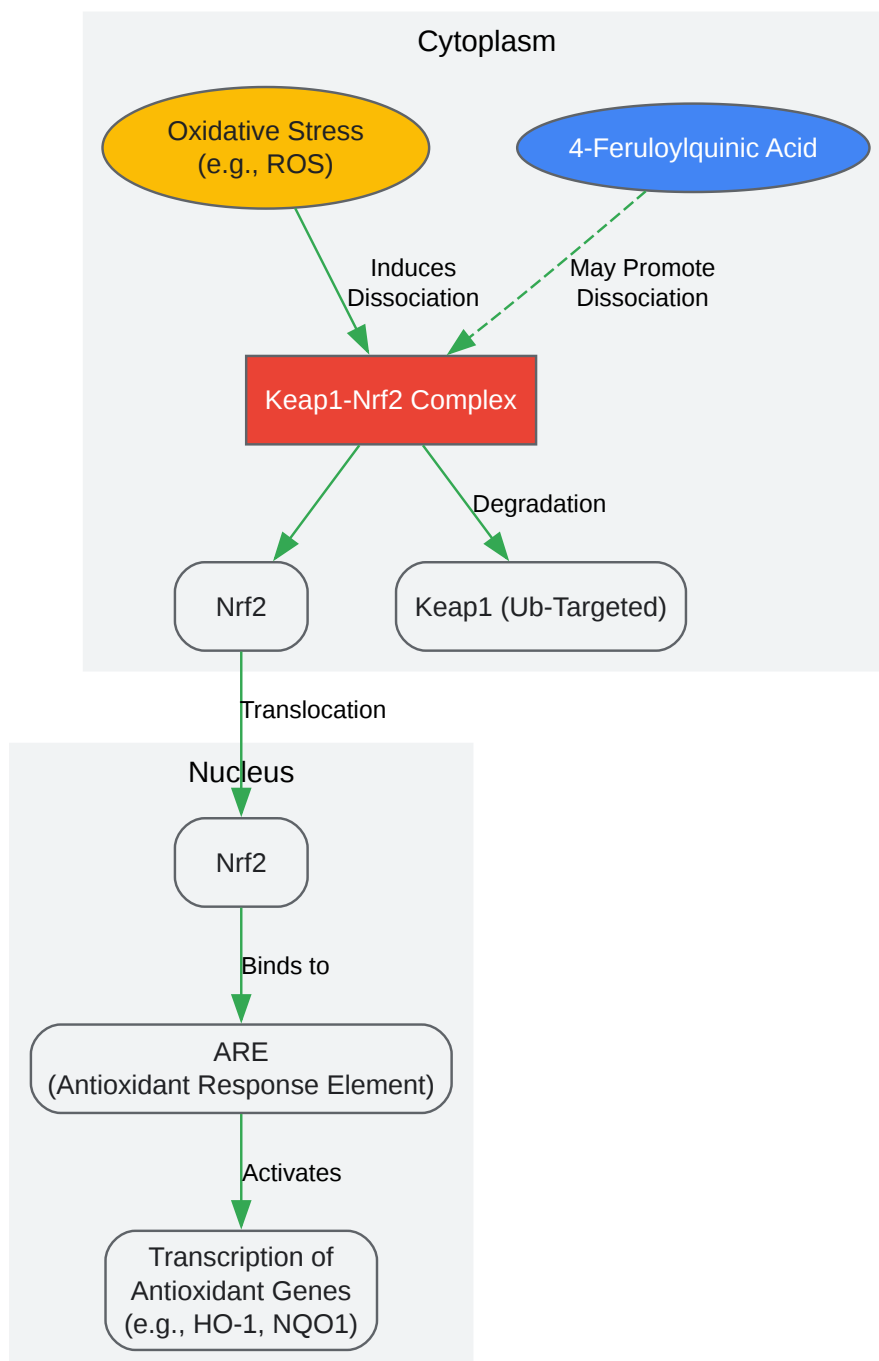 Cytoplasm
Oxidative Stress
(e.g., ROS)
4-Feruloylquinic Acid
Induces
Dissociation
May Promote
Dissociation
Keap1-Nrf2 Complex
Degradation
Nrf2
Keap1 (Ub-Targeted)
Translocation
Nucleus
Nrf2
Binds to
ARE
(Antioxidant Response Element)
Activates
Transcription of
Antioxidant Genes
(e.g., HO-1, NQO1)